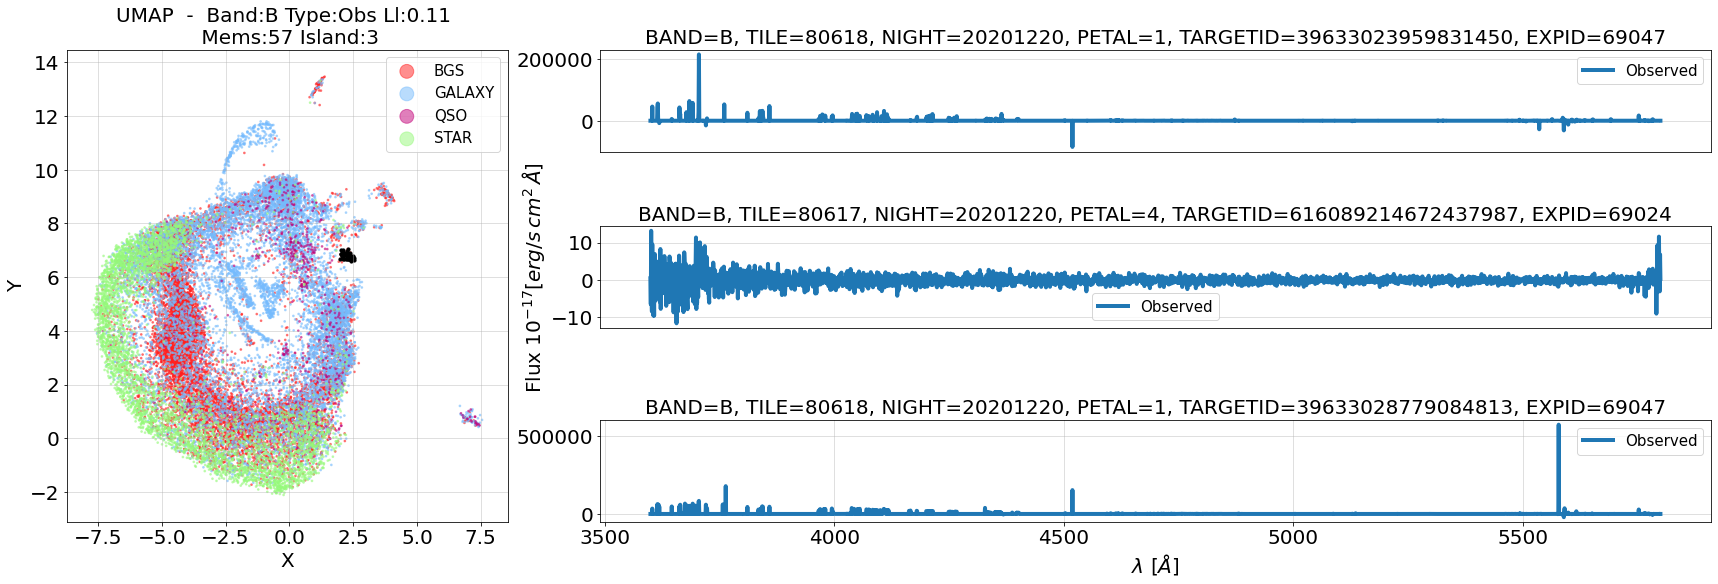 UMAP - Band:B Type:Obs Ll:0.11
Mems:57 Island:3
14
12
10
8
6
4
2
0
−2
Y
−7.5 −5.0 −2.5 0.0 2.5 5.0 7.5
X
BGS
GALAXY
QSO
STAR
BAND=B, TILE=80618, NIGHT=20201220, PETAL=1, TARGETID=39633023959831450, EXPID=69047
200000
0
Observed
BAND=B, TILE=80617, NIGHT=20201220, PETAL=4, TARGETID=616089214672437987, EXPID=69024
10
0
−10
Observed
Flux 10⁻¹⁷[erg/s cm² Å]
BAND=B, TILE=80618, NIGHT=20201220, PETAL=1, TARGETID=39633028779084813, EXPID=69047
500000
0
Observed
3500 4000 4500 5000 5500
λ [Å]